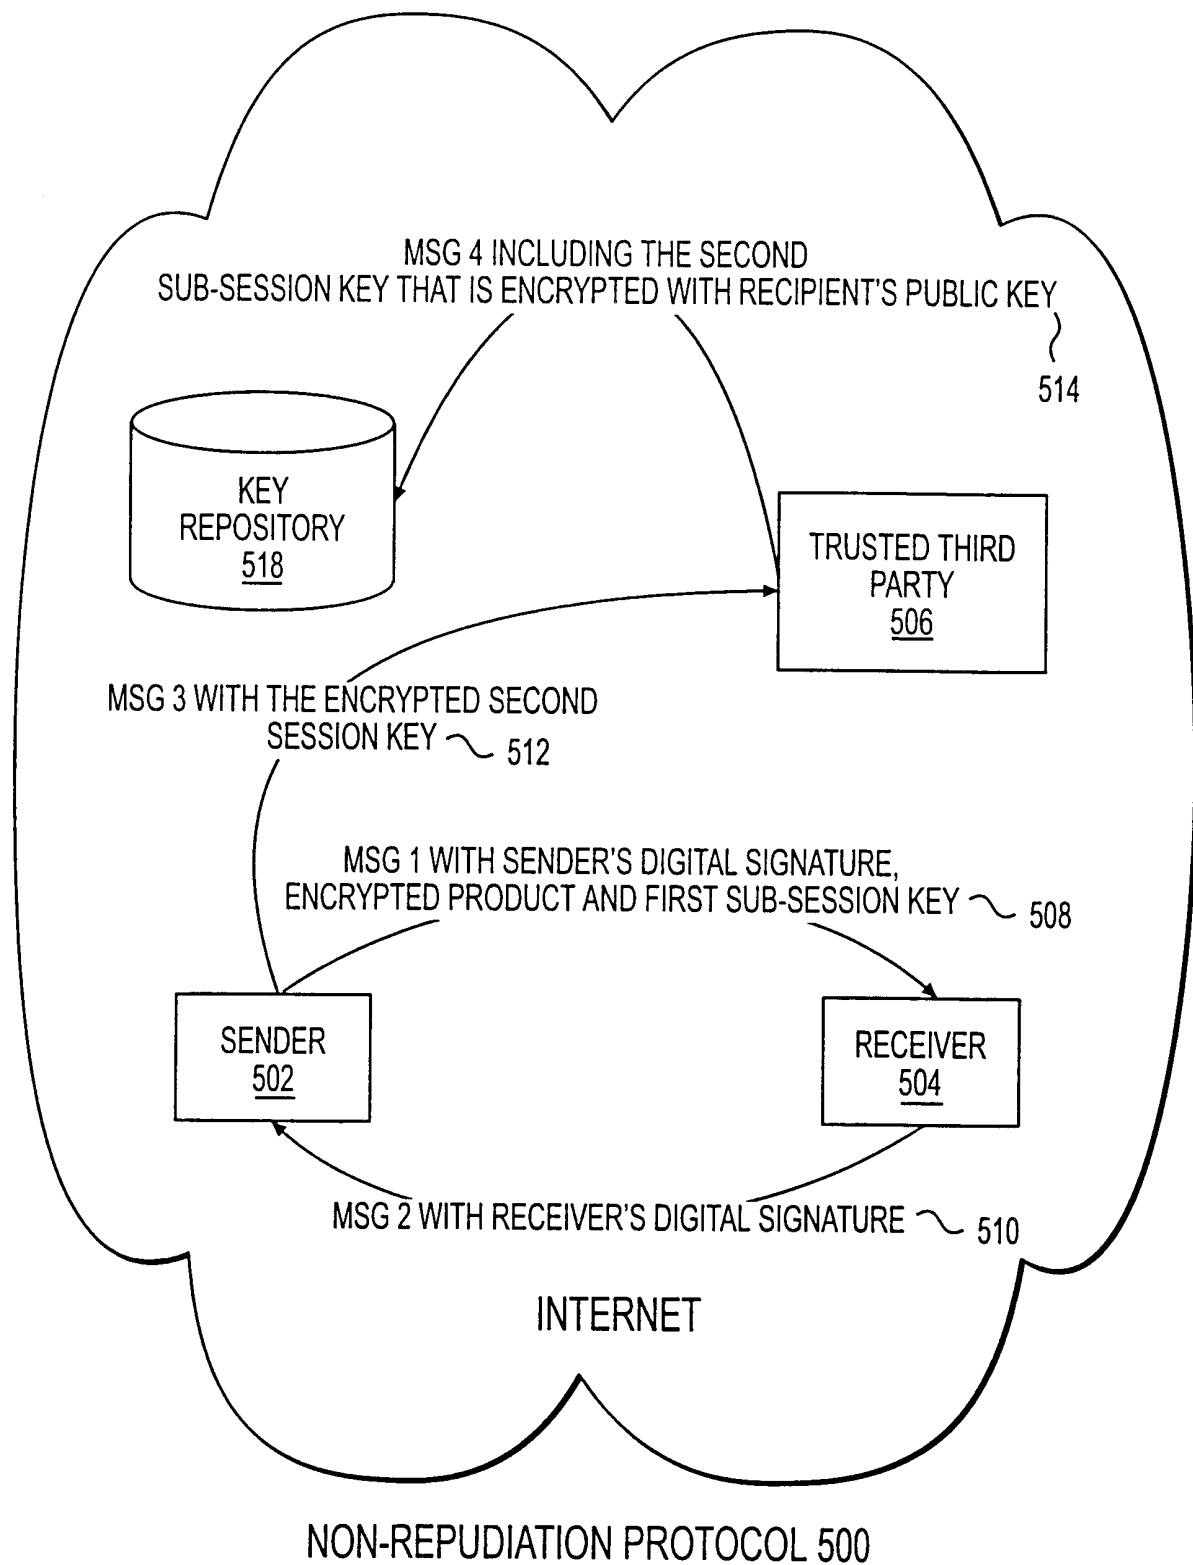 MSG 4 INCLUDING THE SECOND
SUB-SESSION KEY THAT IS ENCRYPTED WITH RECIPIENT'S PUBLIC KEY
514
KEY
REPOSITORY
518
TRUSTED THIRD
PARTY
506
MSG 3 WITH THE ENCRYPTED SECOND
SESSION KEY 512
MSG 1 WITH SENDER'S DIGITAL SIGNATURE,
ENCRYPTED PRODUCT AND FIRST SUB-SESSION KEY 508
SENDER
502
RECEIVER
504
MSG 2 WITH RECEIVER'S DIGITAL SIGNATURE 510
INTERNET
NON-REPUDIATION PROTOCOL 500